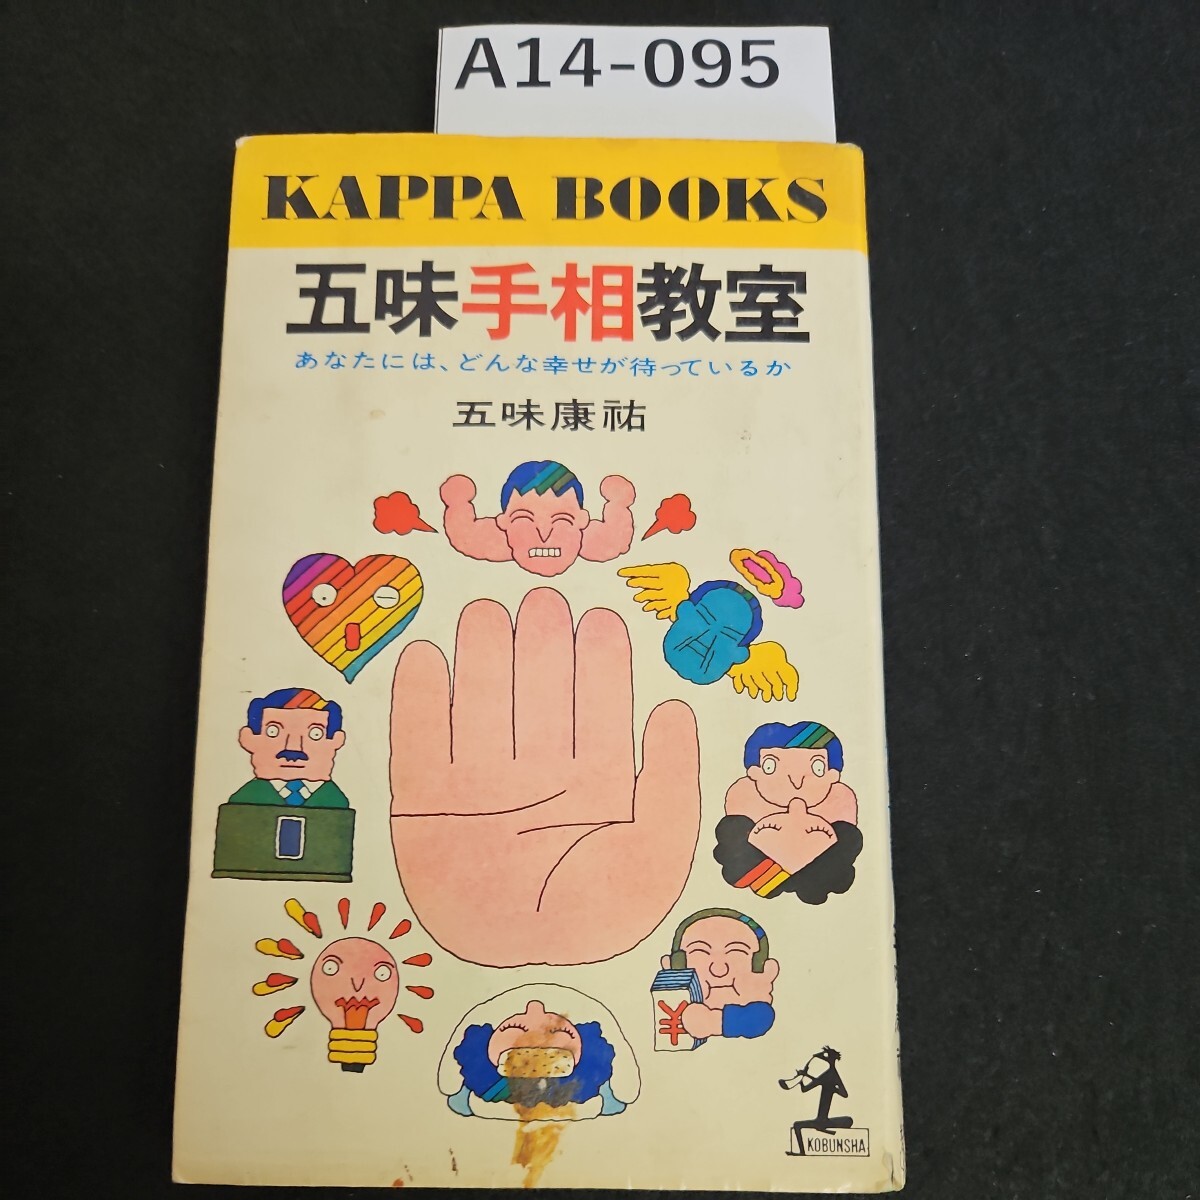 A14-095
KAPPA BOOKS
五味手相教室
あなたには、どんな幸せが待っているか
五味康祐
¥
KOBUNSHA